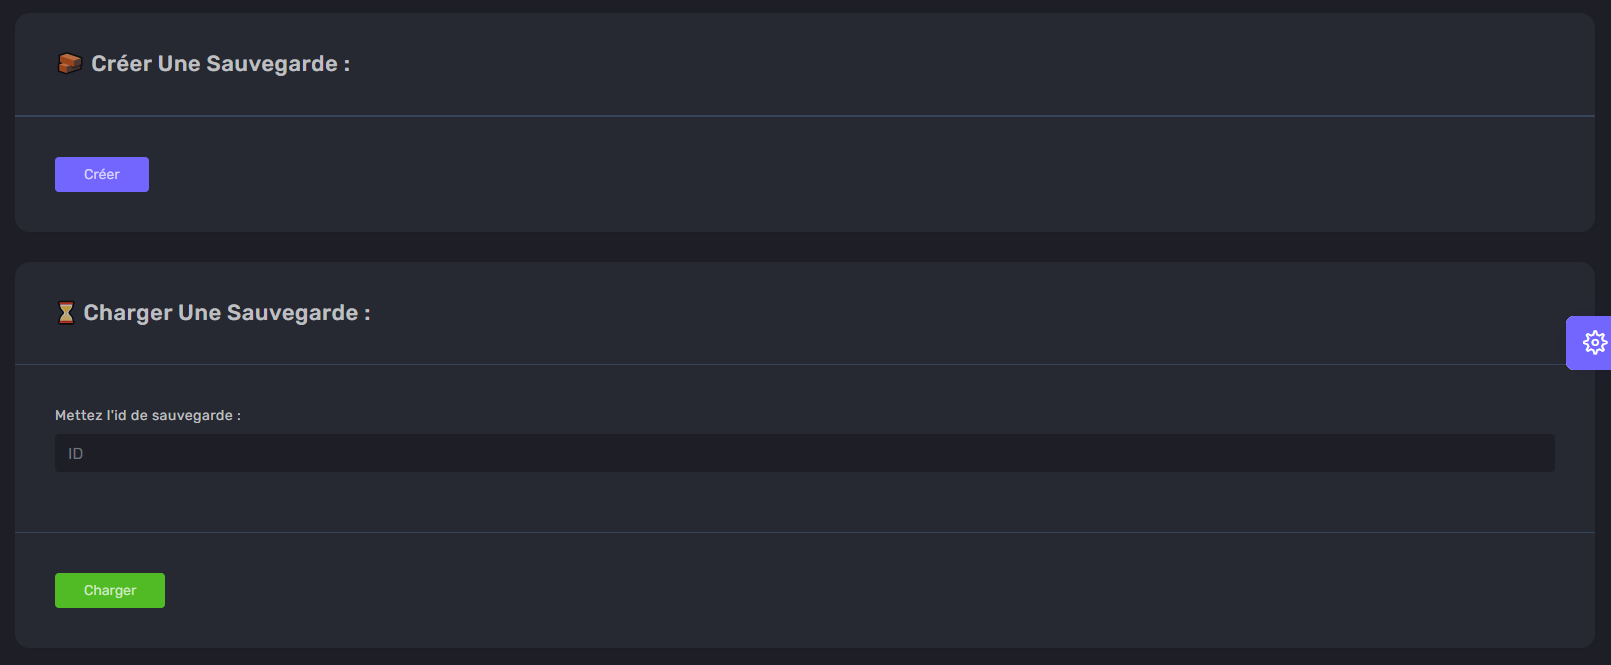 Créer Une Sauvegarde :
Créer
Charger Une Sauvegarde :
Mettez l'id de sauvegarde :
ID
Charger